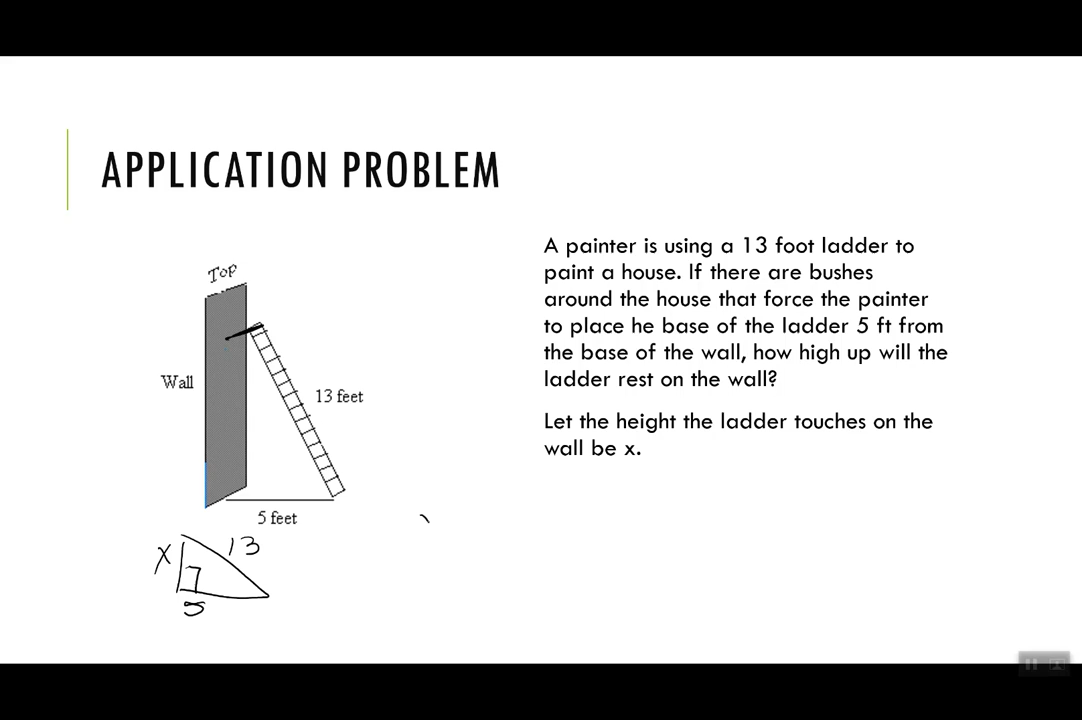 APPLICATION PROBLEM
Top
Wall
13 feet
5 feet
X
13
5
A painter is using a 13 foot ladder to
paint a house. If there are bushes
around the house that force the painter
to place he base of the ladder 5 ft from
the base of the wall, how high up will the
ladder rest on the wall?
Let the height the ladder touches on the
wall be x.